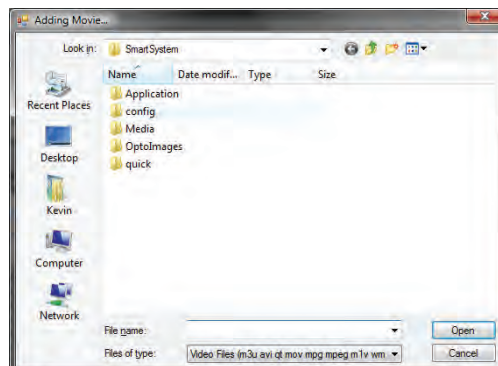 Adding Movie...
Look in: SmartSystem
Name Date modif... Type Size
Recent Places
Desktop
Kevin
Computer
Network
Application
config
Media
OptoImages
quick
File name: Open
Files of type: Video Files (m3u avi qt mov mpg mpeg m1v wm Cancel